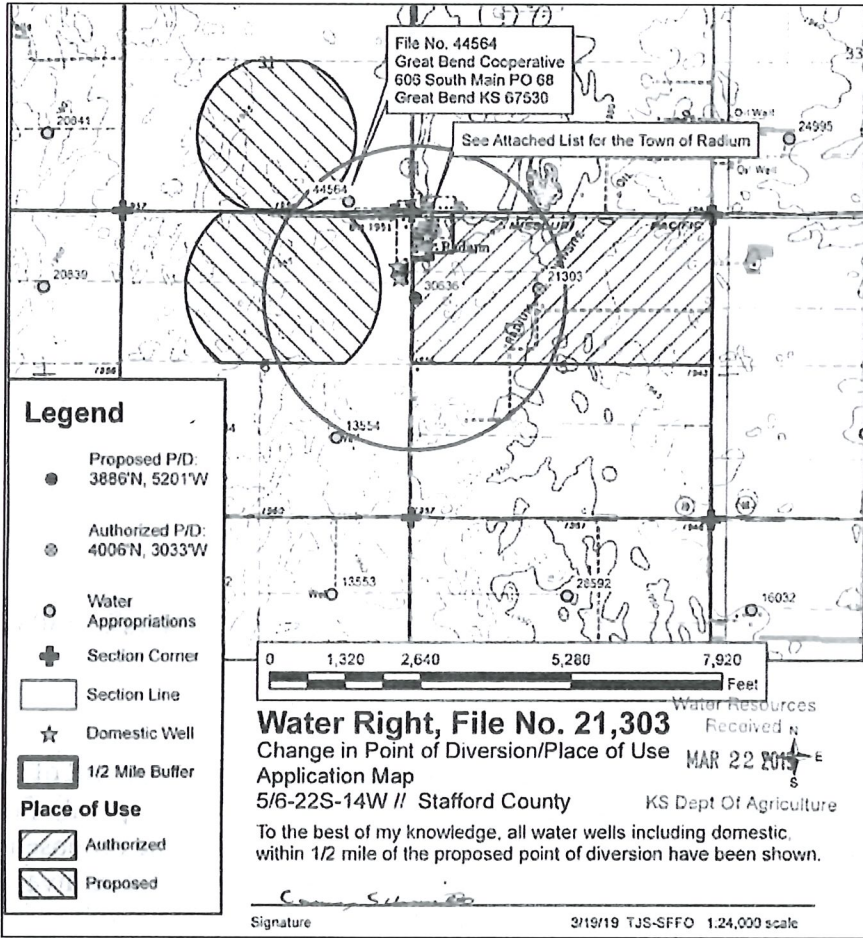 File No. 44564
Great Bend Cooperative
606 South Main PO 68
Great Bend KS 67530
See Attached List for the Town of Radium
31
33
20841
24995
Oil Well
Oil Well
44564
OIL
MISSOURI
PACIFIC
Radium
20839
30636
21303
RADIUM
13554
13553
Well
28592
16032
Legend
Proposed P/D:
3886'N, 5201'W
Authorized P/D:
4006'N, 3033'W
Water
Appropriations
Section Corner
Section Line
Domestic Well
1/2 Mile Buffer
Place of Use
Authorized
Proposed
0 1,320 2,640 5,280 7,920
Feet
Water Resources
Received
MAR 22 2019
KS Dept Of Agriculture
N
E
S
Water Right, File No. 21,303
Change in Point of Diversion/Place of Use
Application Map
5/6-22S-14W // Stafford County
To the best of my knowledge, all water wells including domestic,
within 1/2 mile of the proposed point of diversion have been shown.
Signature
3/19/19 TJS-SFFO 1:24,000 scale